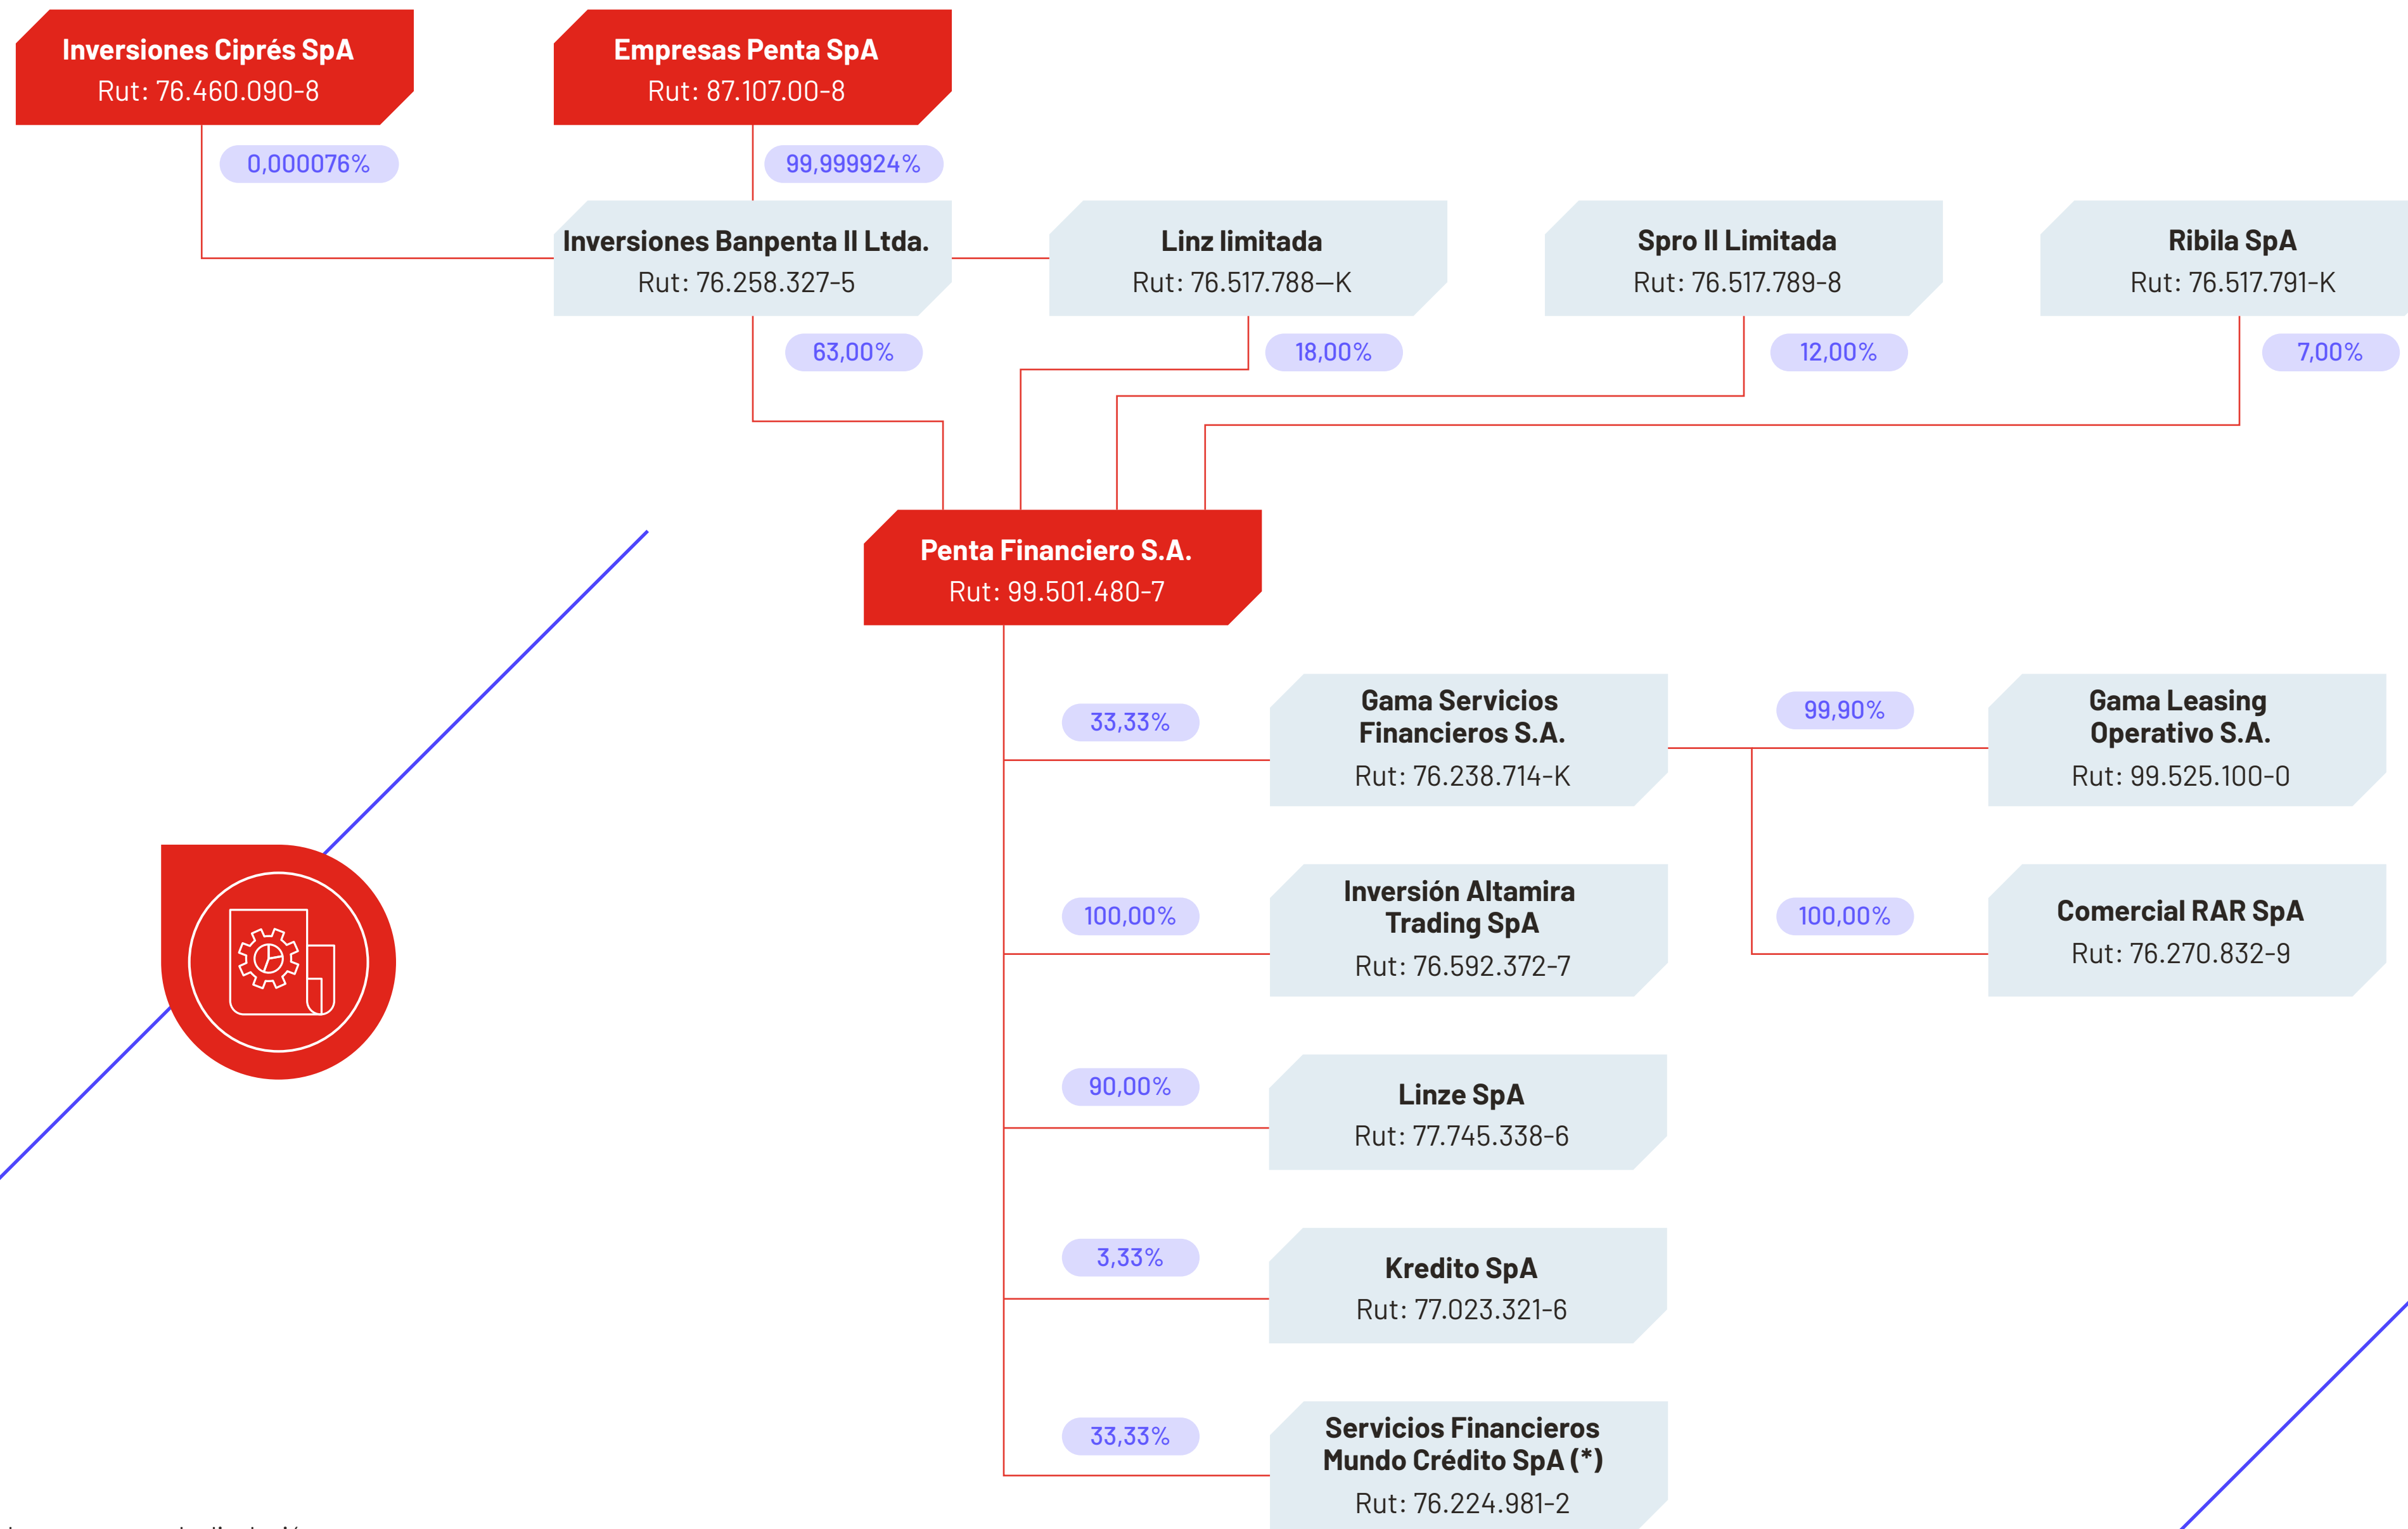 Inversiones Ciprés SpA
Rut: 76.460.090-8
Empresas Penta SpA
Rut: 87.107.00-8
0,000076%
99,999924%
Inversiones Banpenta II Ltda.
Rut: 76.258.327-5
Linz limitada
Rut: 76.517.788—K
Spro II Limitada
Rut: 76.517.789-8
Ribila SpA
Rut: 76.517.791-K
63,00%
18,00%
12,00%
7,00%
Penta Financiero S.A.
Rut: 99.501.480-7
33,33%
Gama Servicios
Financieros S.A.
Rut: 76.238.714-K
99,90%
Gama Leasing
Operativo S.A.
Rut: 99.525.100-0
100,00%
Inversión Altamira
Trading SpA
Rut: 76.592.372-7
100,00%
Comercial RAR SpA
Rut: 76.270.832-9
90,00%
Linze SpA
Rut: 77.745.338-6
3,33%
Kredito SpA
Rut: 77.023.321-6
33,33%
Servicios Financieros
Mundo Crédito SpA (*)
Rut: 76.224.981-2